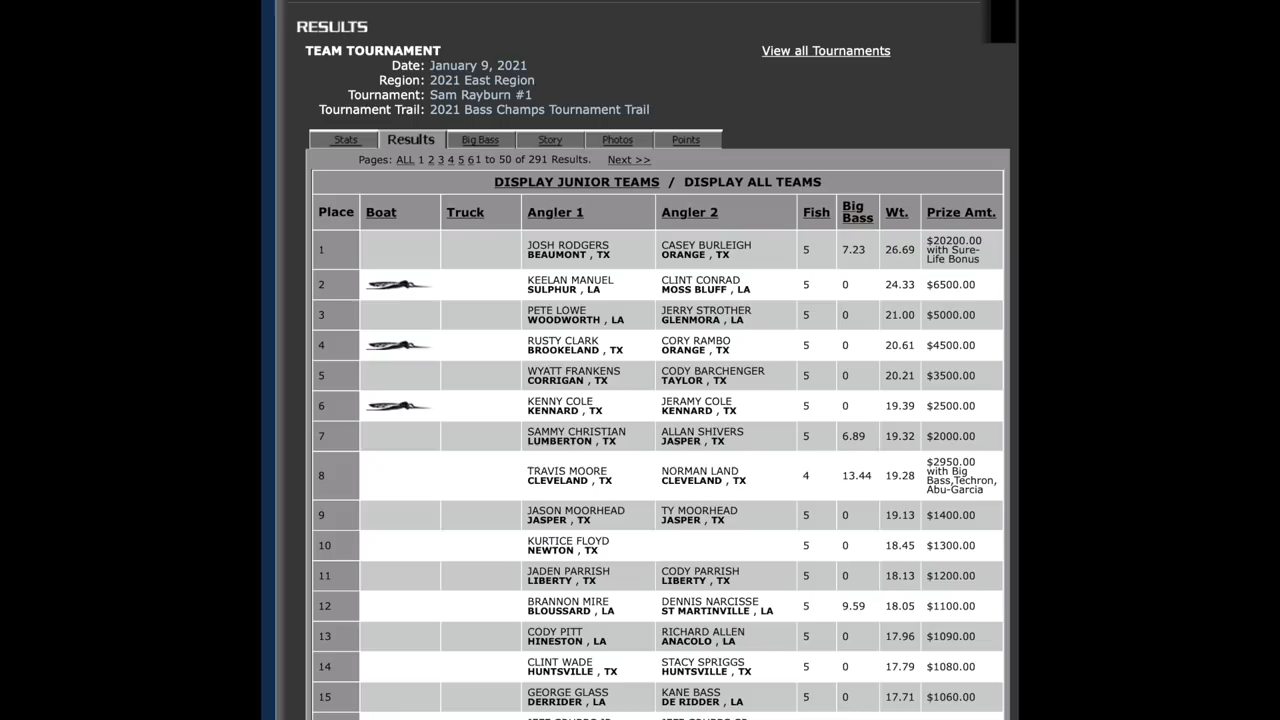 RESULTS
TEAM TOURNAMENT
View all Tournaments
Date: January 9, 2021
Region: 2021 East Region
Tournament: Sam Rayburn #1
Tournament Trail: 2021 Bass Champs Tournament Trail
Stats Results Big Bass Story Photos Points
Pages: ALL 1 2 3 4 5 6 1 to 50 of 291 Results. Next >>
DISPLAY JUNIOR TEAMS / DISPLAY ALL TEAMS
Place Boat Truck Angler 1 Angler 2 Fish Big Bass Wt. Prize Amt.
1 JOSH RODGERS CASEY BURLEIGH 5 7.23 26.69 $20200.00 with Sure-Life Bonus
BEAUMONT , TX ORANGE , TX
2 KEELAN MANUEL CLINT CONRAD 5 0 24.33 $6500.00
SULPHUR , LA MOSS BLUFF , LA
3 PETE LOWE JERRY STROTHER 5 0 21.00 $5000.00
WOODWORTH , LA GLENMORA , LA
4 RUSTY CLARK CORY RAMBO 5 0 20.61 $4500.00
BROOKELAND , TX ORANGE , TX
5 WYATT FRANKENS CODY BARCHENGER 5 0 20.21 $3500.00
CORRIGAN , TX TAYLOR , TX
6 KENNY COLE JERAMY COLE 5 0 19.39 $2500.00
KENNARD , TX KENNARD , TX
7 SAMMY CHRISTIAN ALLAN SHIVERS 5 6.89 19.32 $2000.00
LUMBERTON , TX JASPER , TX
8 TRAVIS MOORE NORMAN LAND 4 13.44 19.28 $2950.00 with Big Bass,Techron, Abu-Garcia
CLEVELAND , TX CLEVELAND , TX
9 JASON MOORHEAD TY MOORHEAD 5 0 19.13 $1400.00
JASPER , TX JASPER , TX
10 KURTICE FLOYD 5 0 18.45 $1300.00
NEWTON , TX
11 JADEN PARRISH CODY PARRISH 5 0 18.13 $1200.00
LIBERTY , TX LIBERTY , TX
12 BRANNON MIRE DENNIS NARCISSE 5 9.59 18.05 $1100.00
BLOUSSARD , LA ST MARTINVILLE , LA
13 CODY PITT RICHARD ALLEN 5 0 17.96 $1090.00
HINESTON , LA ANACOLO , LA
14 CLINT WADE STACY SPRIGGS 5 0 17.79 $1080.00
HUNTSVILLE , TX HUNTSVILLE , TX
15 GEORGE GLASS KANE BASS 5 0 17.71 $1060.00
DERRIDER , LA DE RIDDER , LA